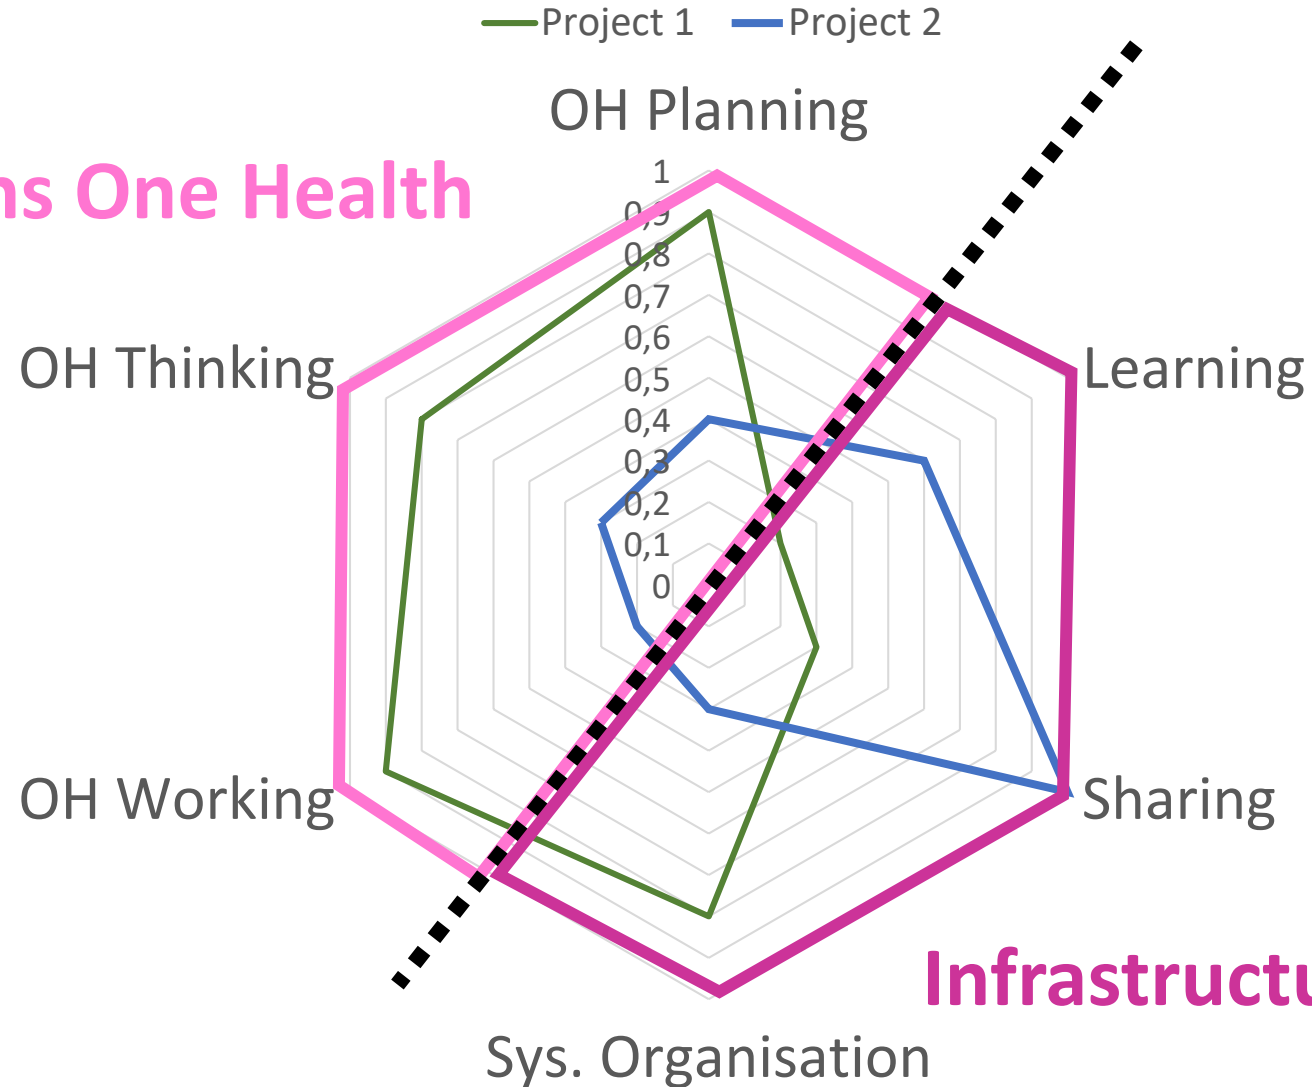 Project 1 Project 2
OH Planning
ns One Health
1
0,9
0,8
0,7
0,6
0,5
0,4
0,3
0,2
0,1
0
OH Thinking
Learning
OH Working
Sharing
Infrastructu
Sys. Organisation